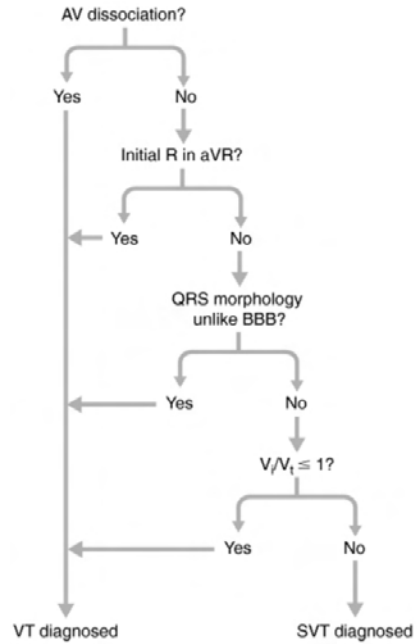 AV dissociation?
Yes No
Initial R in aVR?
Yes No
QRS morphology
unlike BBB?
Yes No
Vi/Vt ≤ 1?
Yes No
VT diagnosed SVT diagnosed